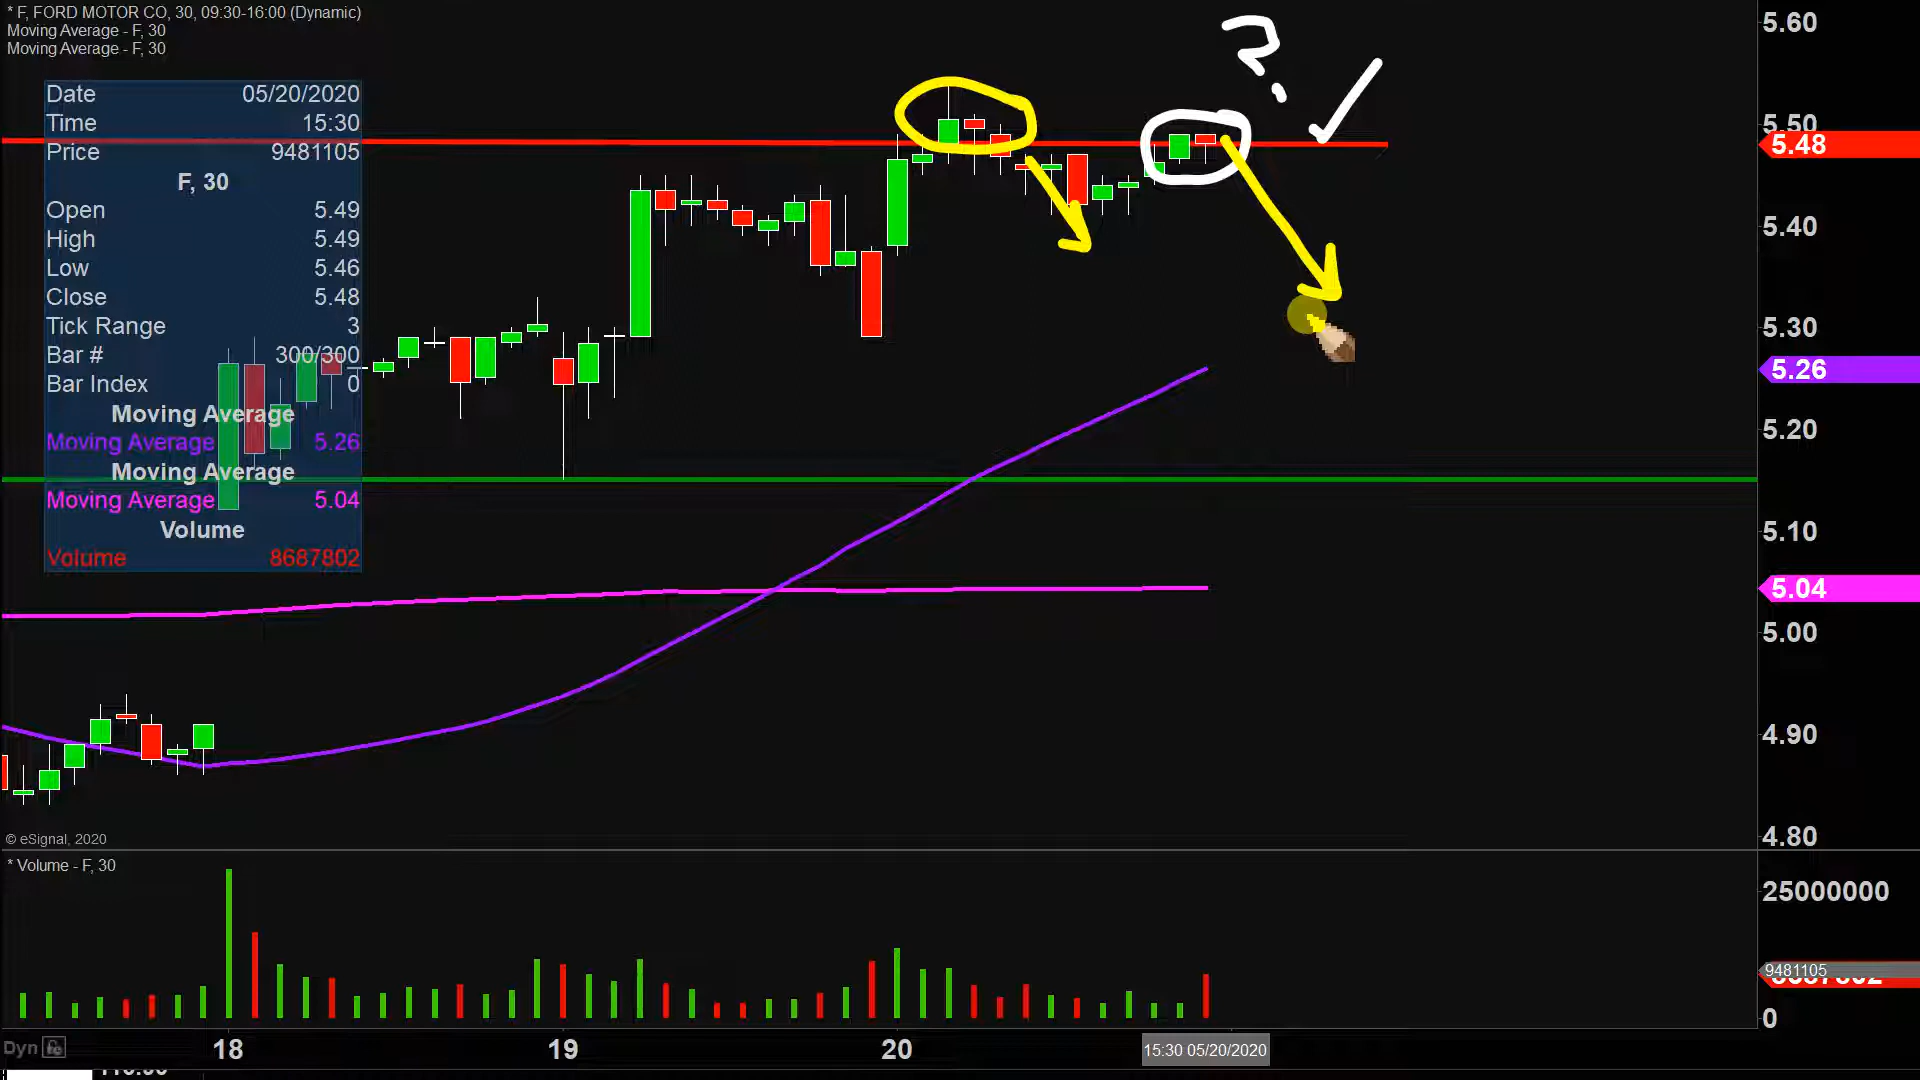 * F, FORD MOTOR CO, 30, 09:30-16:00 (Dynamic)
Moving Average - F, 30
Moving Average - F, 30
Date 05/20/2020
Time 15:30
Price 9481105
F, 30
Open 5.49
High 5.49
Low 5.46
Close 5.48
Tick Range 3
Bar # 300/300
Bar Index 0
Moving Average
Moving Average 5.26
Moving Average
Moving Average 5.04
Volume
Volume 8687802
?
5.60
5.50
5.48
5.40
5.30
5.26
5.20
5.10
5.04
5.00
4.90
4.80
© eSignal, 2020
* Volume - F, 30
25000000
9481105
8687802
0
Dyn
18 19 20 15:30 05/20/2020